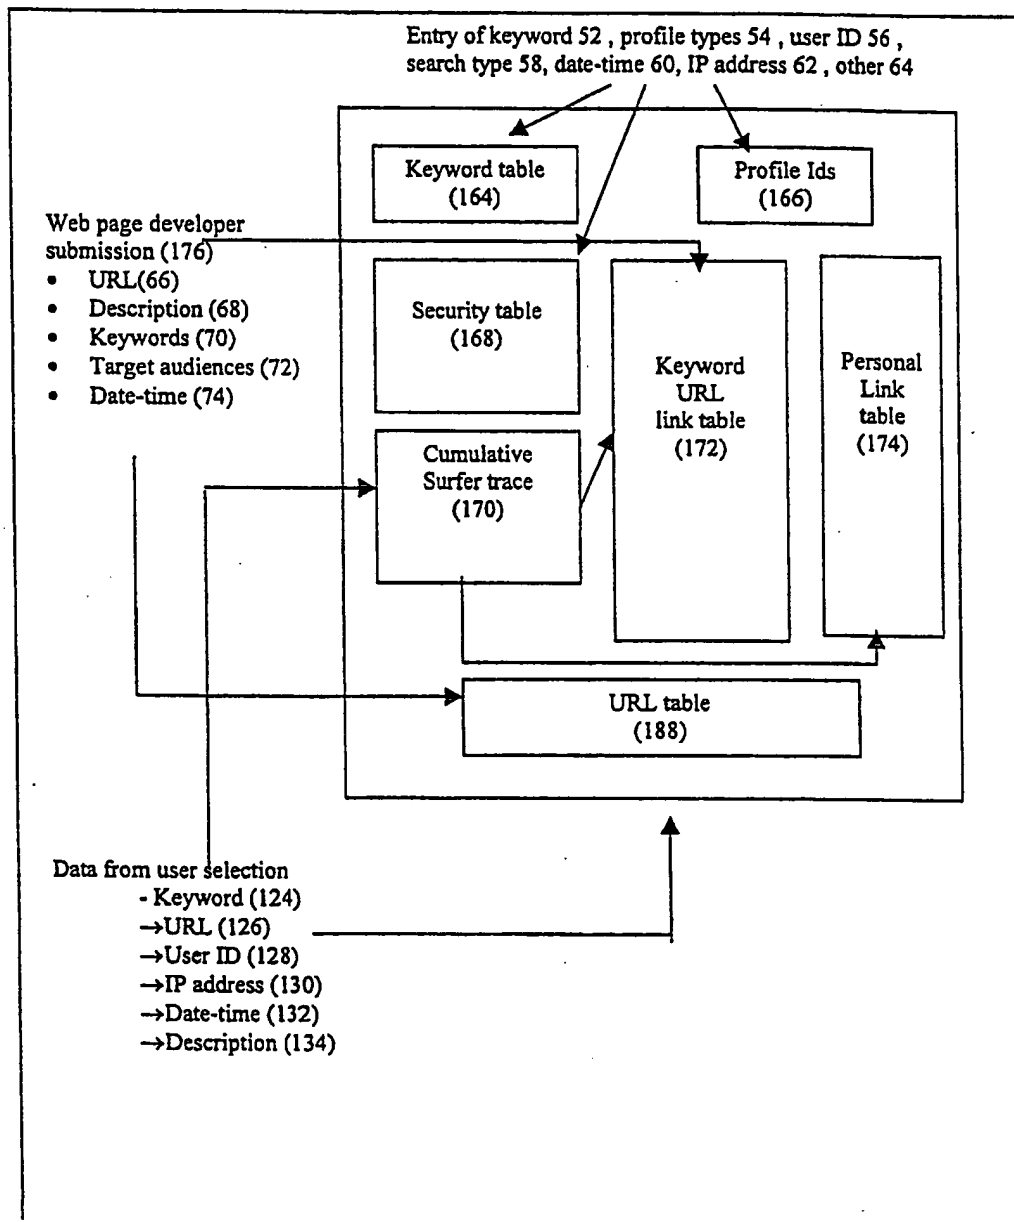 Entry of keyword 52 , profile types 54 , user ID 56 ,
search type 58, date-time 60, IP address 62 , other 64
Keyword table
(164)
Profile Ids
(166)
Web page developer
submission (176)
• URL(66)
• Description (68)
• Keywords (70)
• Target audiences (72)
• Date-time (74)
Security table
(168)
Keyword
URL
link table
(172)
Personal
Link
table
(174)
Cumulative
Surfer trace
(170)
URL table
(188)
Data from user selection
- Keyword (124)
→URL (126)
→User ID (128)
→IP address (130)
→Date-time (132)
→Description (134)